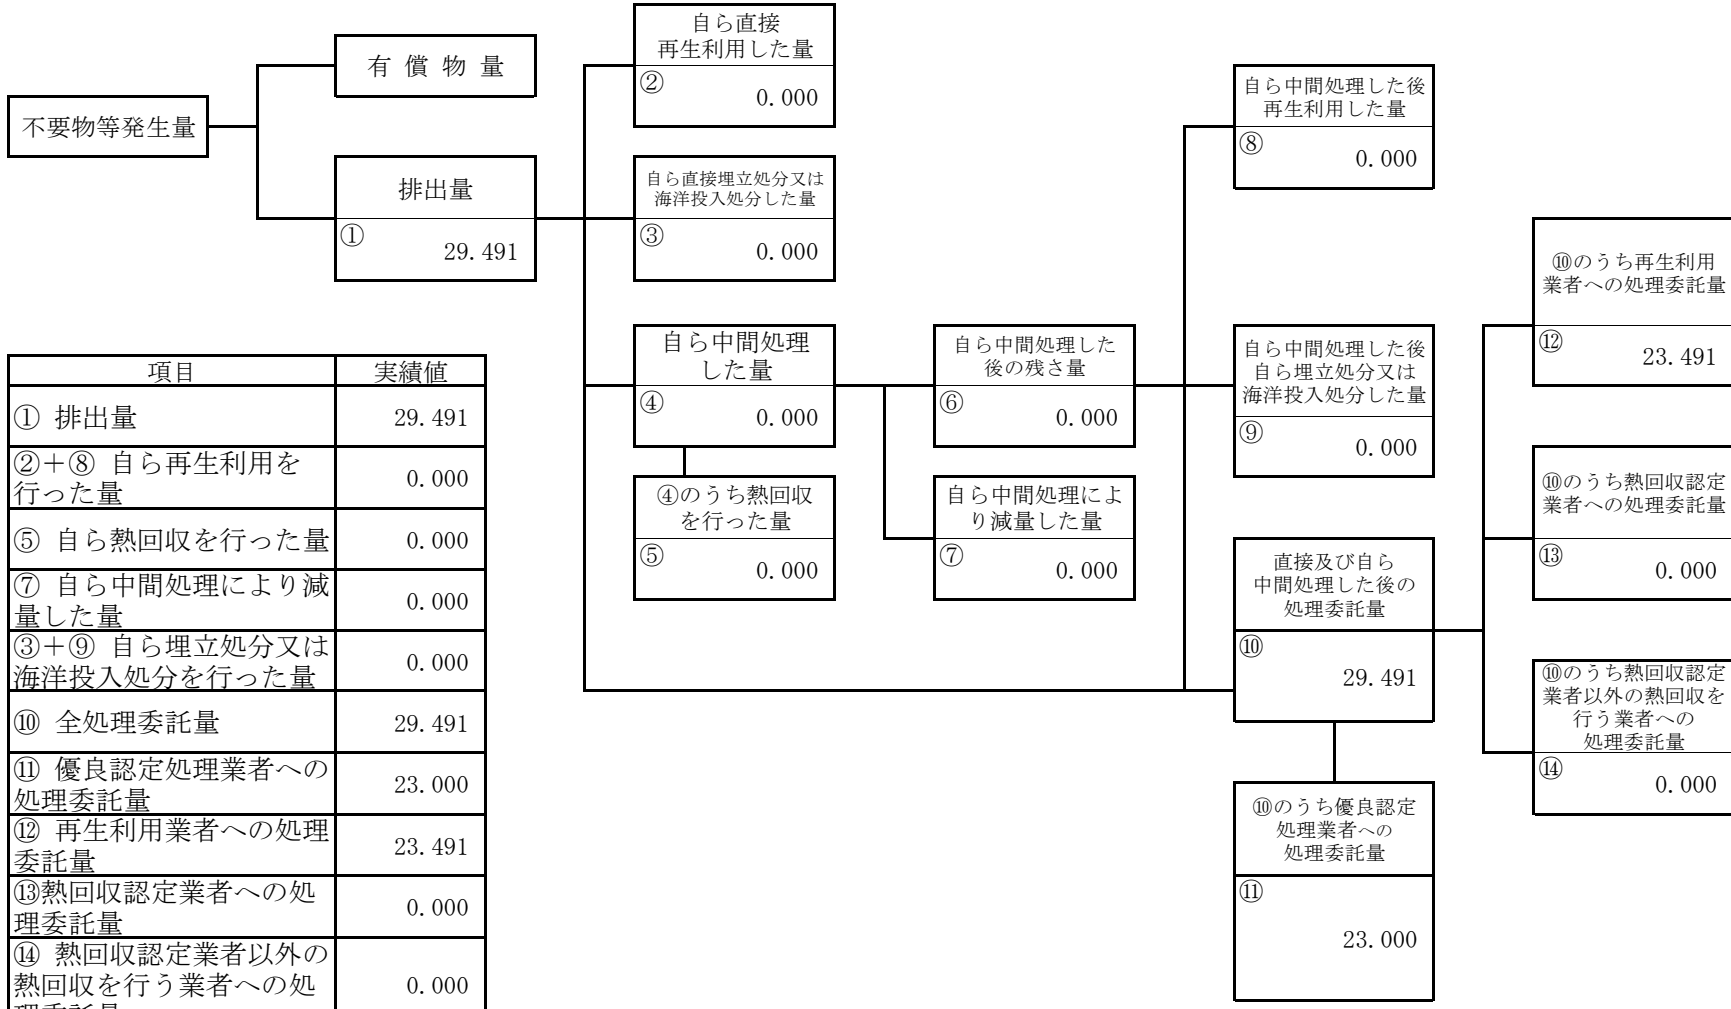 不要物等発生量
有 償 物 量
排出量
①
29.491
自ら直接
再生利用した量
②
0.000
自ら直接埋立処分又は
海洋投入処分した量
③
0.000
自ら中間処理
した量
④
0.000
④のうち熱回収
を行った量
⑤
0.000
自ら中間処理した
後の残さ量
⑥
0.000
自ら中間処理によ
り減量した量
⑦
0.000
自ら中間処理した後
再生利用した量
⑧
0.000
自ら中間処理した後
自ら埋立処分又は
海洋投入処分した量
⑨
0.000
直接及び自ら
中間処理した後の
処理委託量
⑩
29.491
⑩のうち優良認定
処理業者への
処理委託量
⑪
23.000
⑩のうち再生利用
業者への処理委託量
⑫
23.491
⑩のうち熱回収認定
業者への処理委託量
⑬
0.000
⑩のうち熱回収認定
業者以外の熱回収を
行う業者への
処理委託量
⑭
0.000
項目 実績値
① 排出量 29.491
②＋⑧ 自ら再生利用を
行った量 0.000
⑤ 自ら熱回収を行った量 0.000
⑦ 自ら中間処理により減
量した量 0.000
③＋⑨ 自ら埋立処分又は
海洋投入処分を行った量 0.000
⑩ 全処理委託量 29.491
⑪ 優良認定処理業者への
処理委託量 23.000
⑫ 再生利用業者への処理
委託量 23.491
⑬熱回収認定業者への処
理委託量 0.000
⑭ 熱回収認定業者以外の
熱回収を行う業者への処 0.000